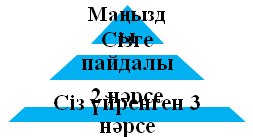 Маңызд
ы
Сізге
пайдалы
2 нәрсе
Сіз үйренген 3
нәрсе